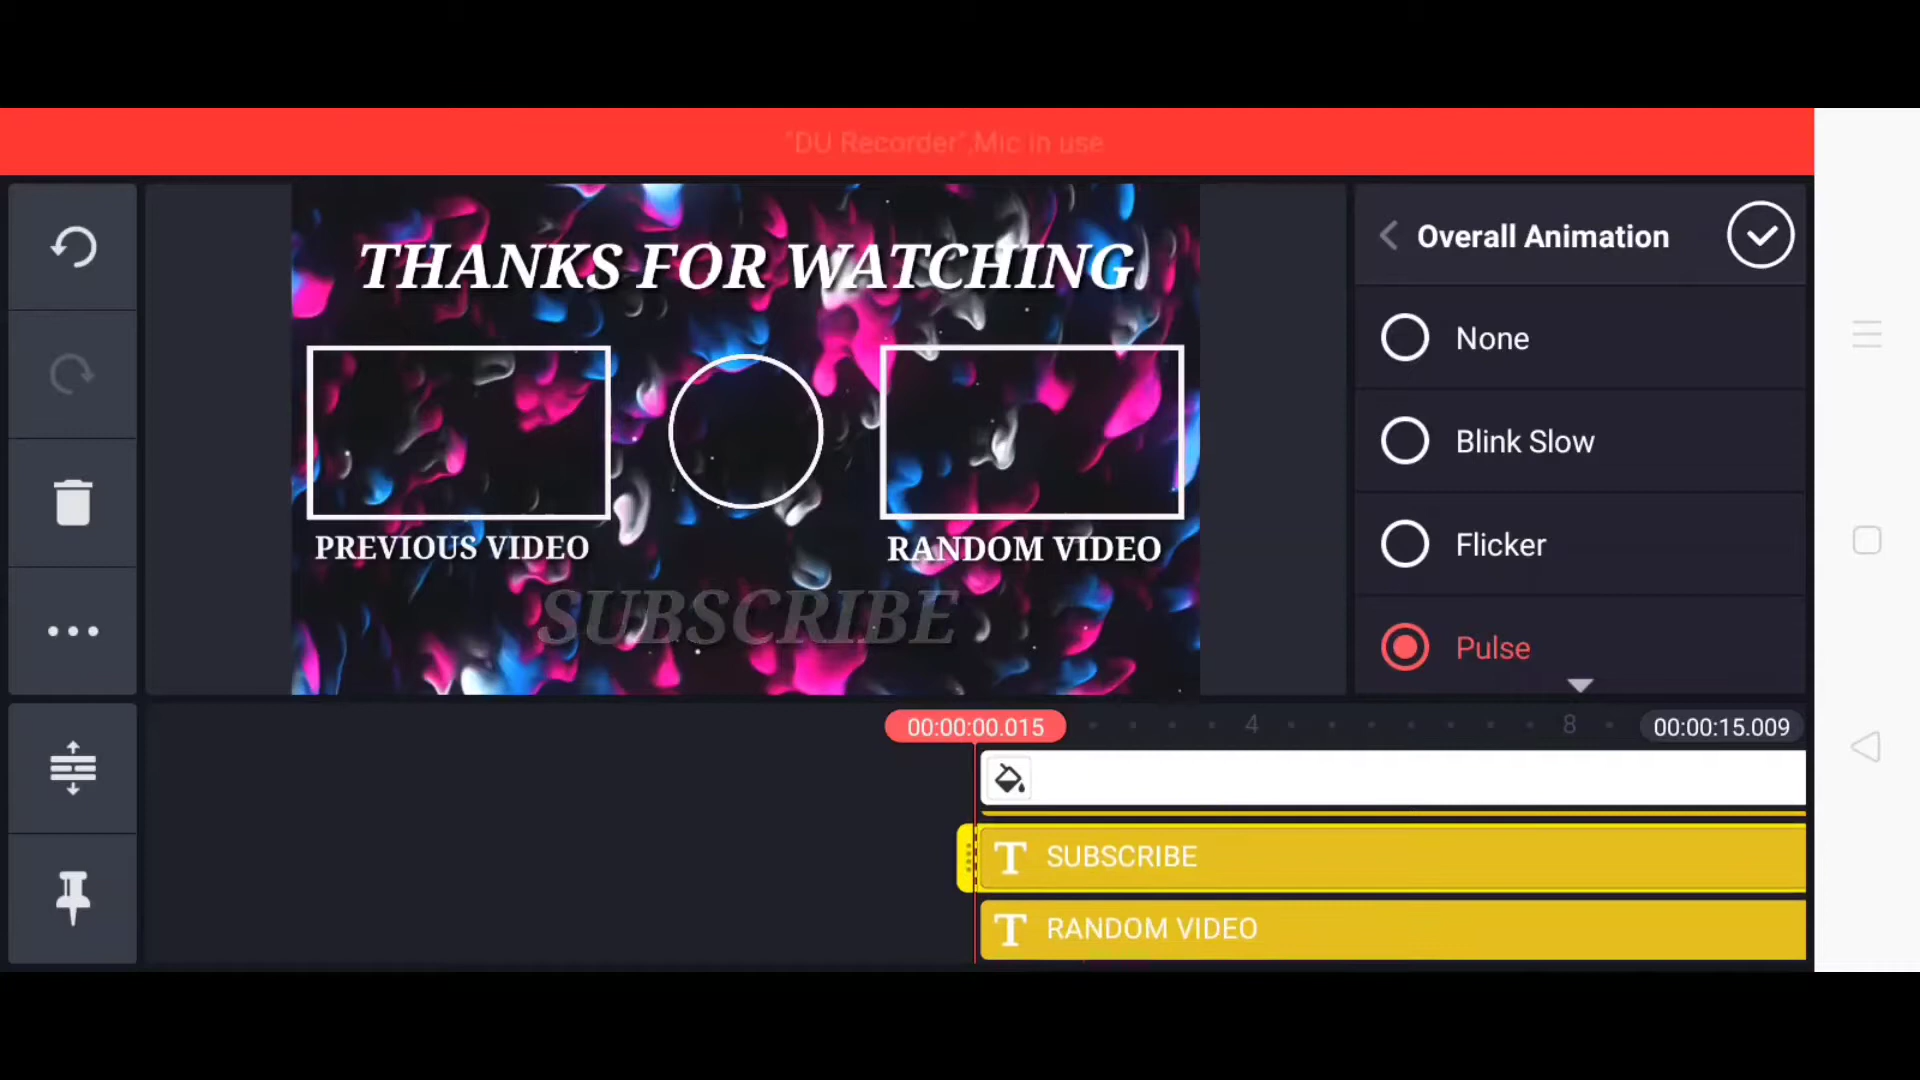 "DU Recorder",Mic in use
THANKS FOR WATCHING
PREVIOUS VIDEO
RANDOM VIDEO
SUBSCRIBE
Overall Animation
None
Blink Slow
Flicker
Pulse
00:00:00.015
4
8
00:00:15.009
T SUBSCRIBE
T RANDOM VIDEO